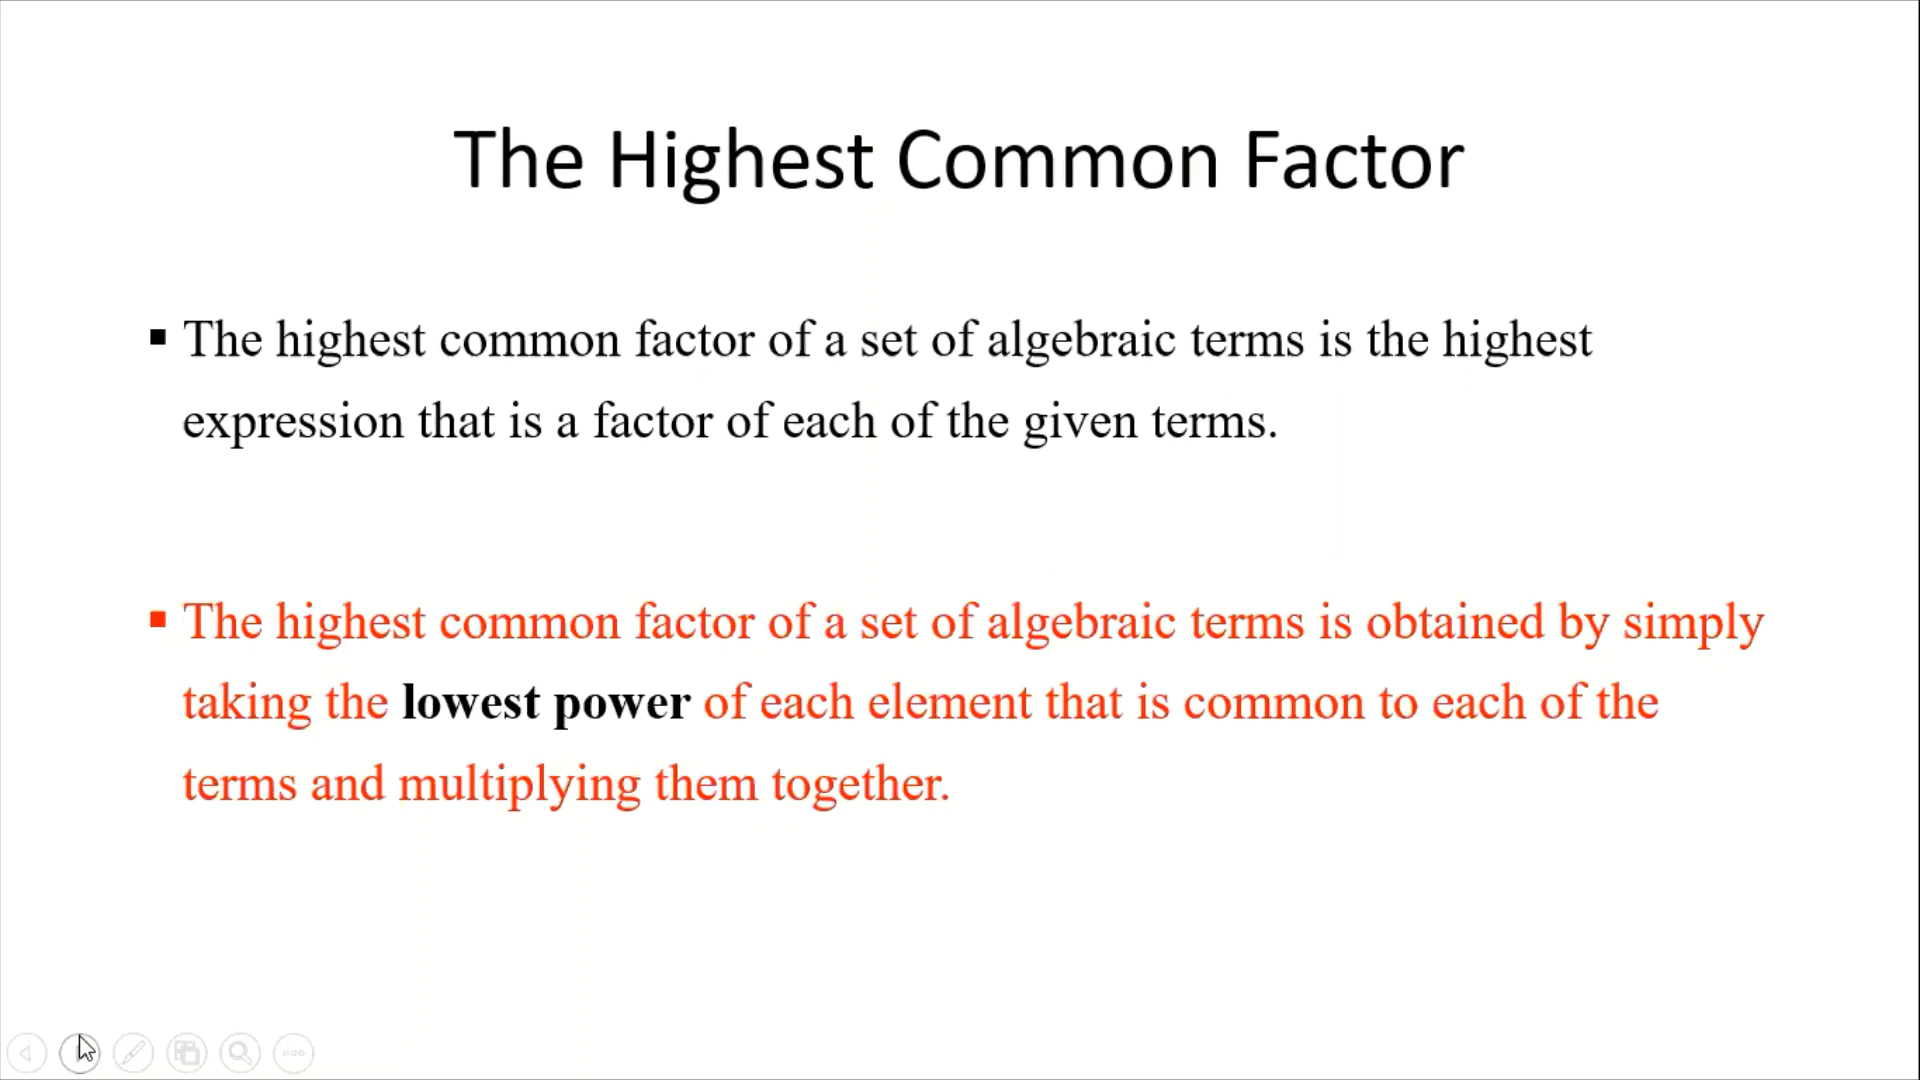 The Highest Common Factor
▪ The highest common factor of a set of algebraic terms is the highest
expression that is a factor of each of the given terms.
▪ The highest common factor of a set of algebraic terms is obtained by simply
taking the lowest power of each element that is common to each of the
terms and multiplying them together.